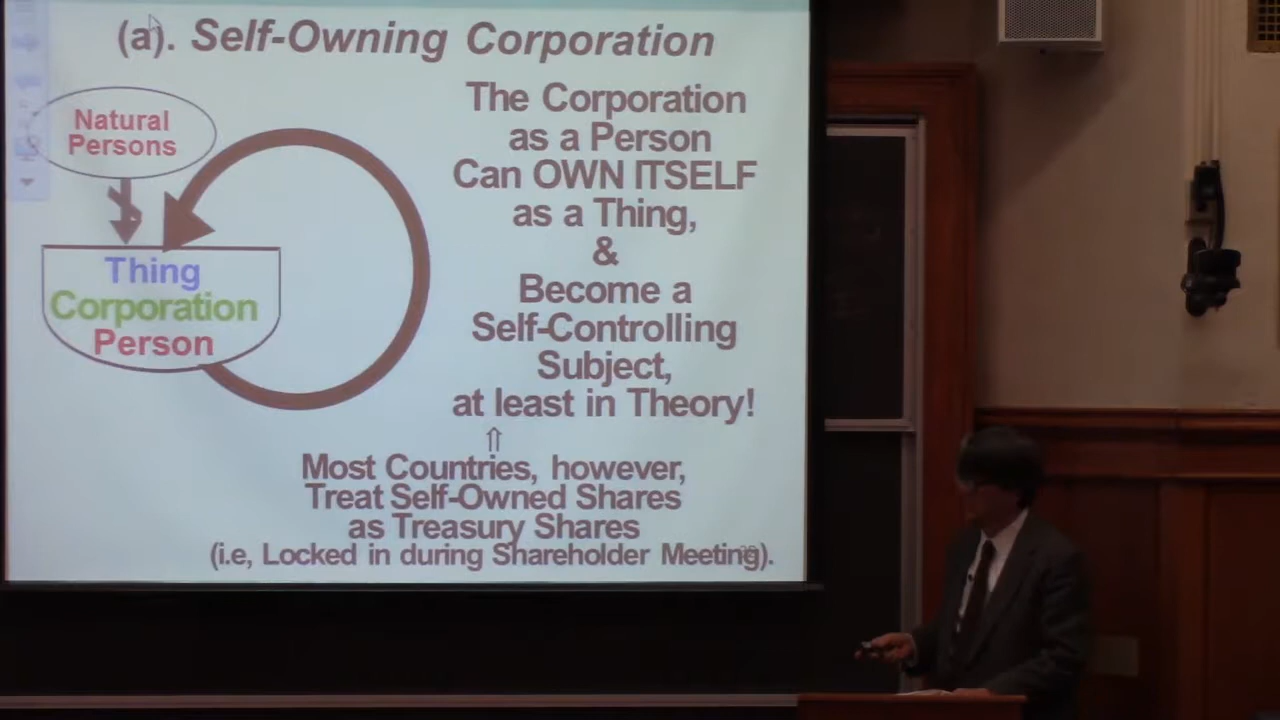 (a). Self-Owning Corporation
Natural
Persons
Thing
Corporation
Person
The Corporation
as a Person
Can OWN ITSELF
as a Thing,
&
Become a
Self-Controlling
Subject,
at least in Theory!
⇑
Most Countries, however,
Treat Self-Owned Shares
as Treasury Shares
(i.e, Locked in during Shareholder Meeting).